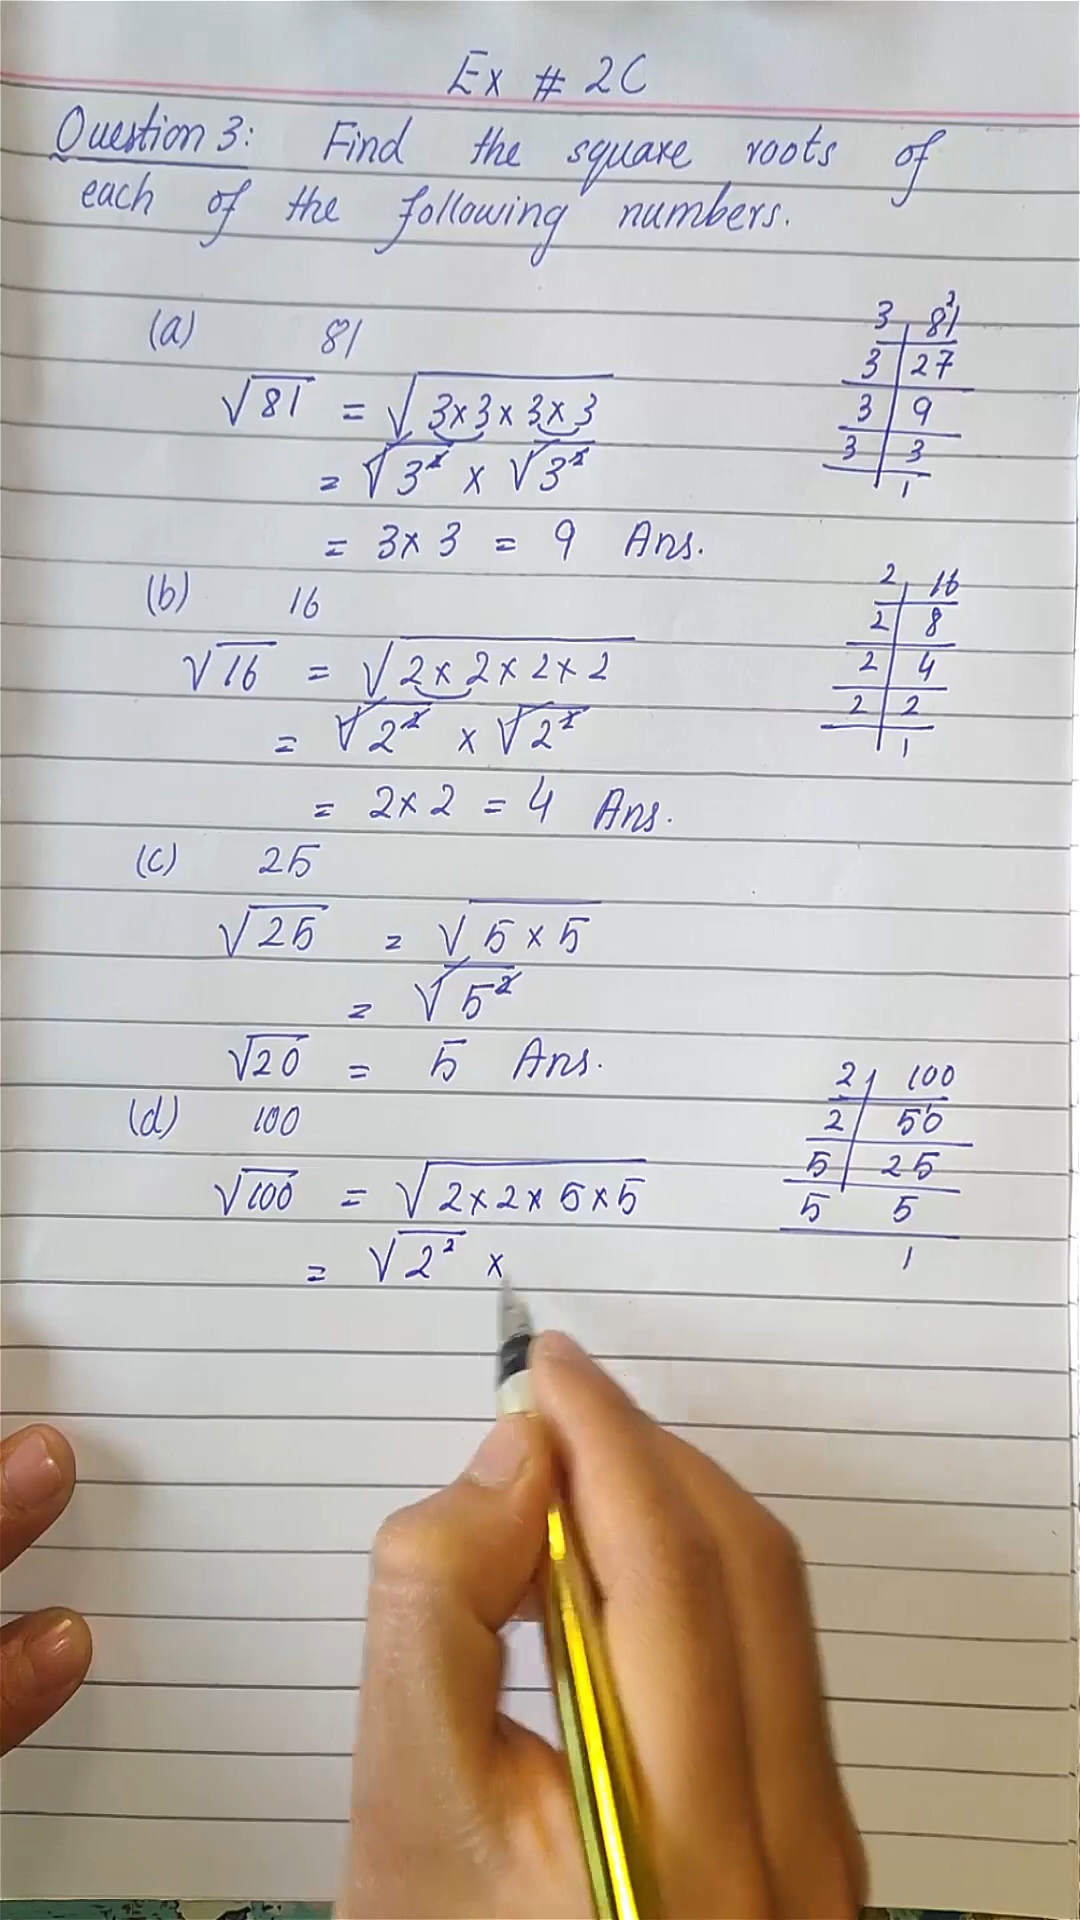 Ex # 2C
Question 3: Find the square roots of
each of the following numbers.
(a) 81
√81 = √3×3×3×3
= √3² × √3²
= 3×3 = 9 Ans.
3 | 81
3 | 27
3 | 9
3 | 3
1
(b) 16
√16 = √2×2×2×2
= √2² × √2²
= 2×2 = 4 Ans.
2 | 16
2 | 8
2 | 4
2 | 2
1
(c) 25
√25 = √5×5
= √5²
√20 = 5 Ans.
(d) 100
√100 = √2×2×5×5
= √2² ×
2 | 100
2 | 50
5 | 25
5 5
1